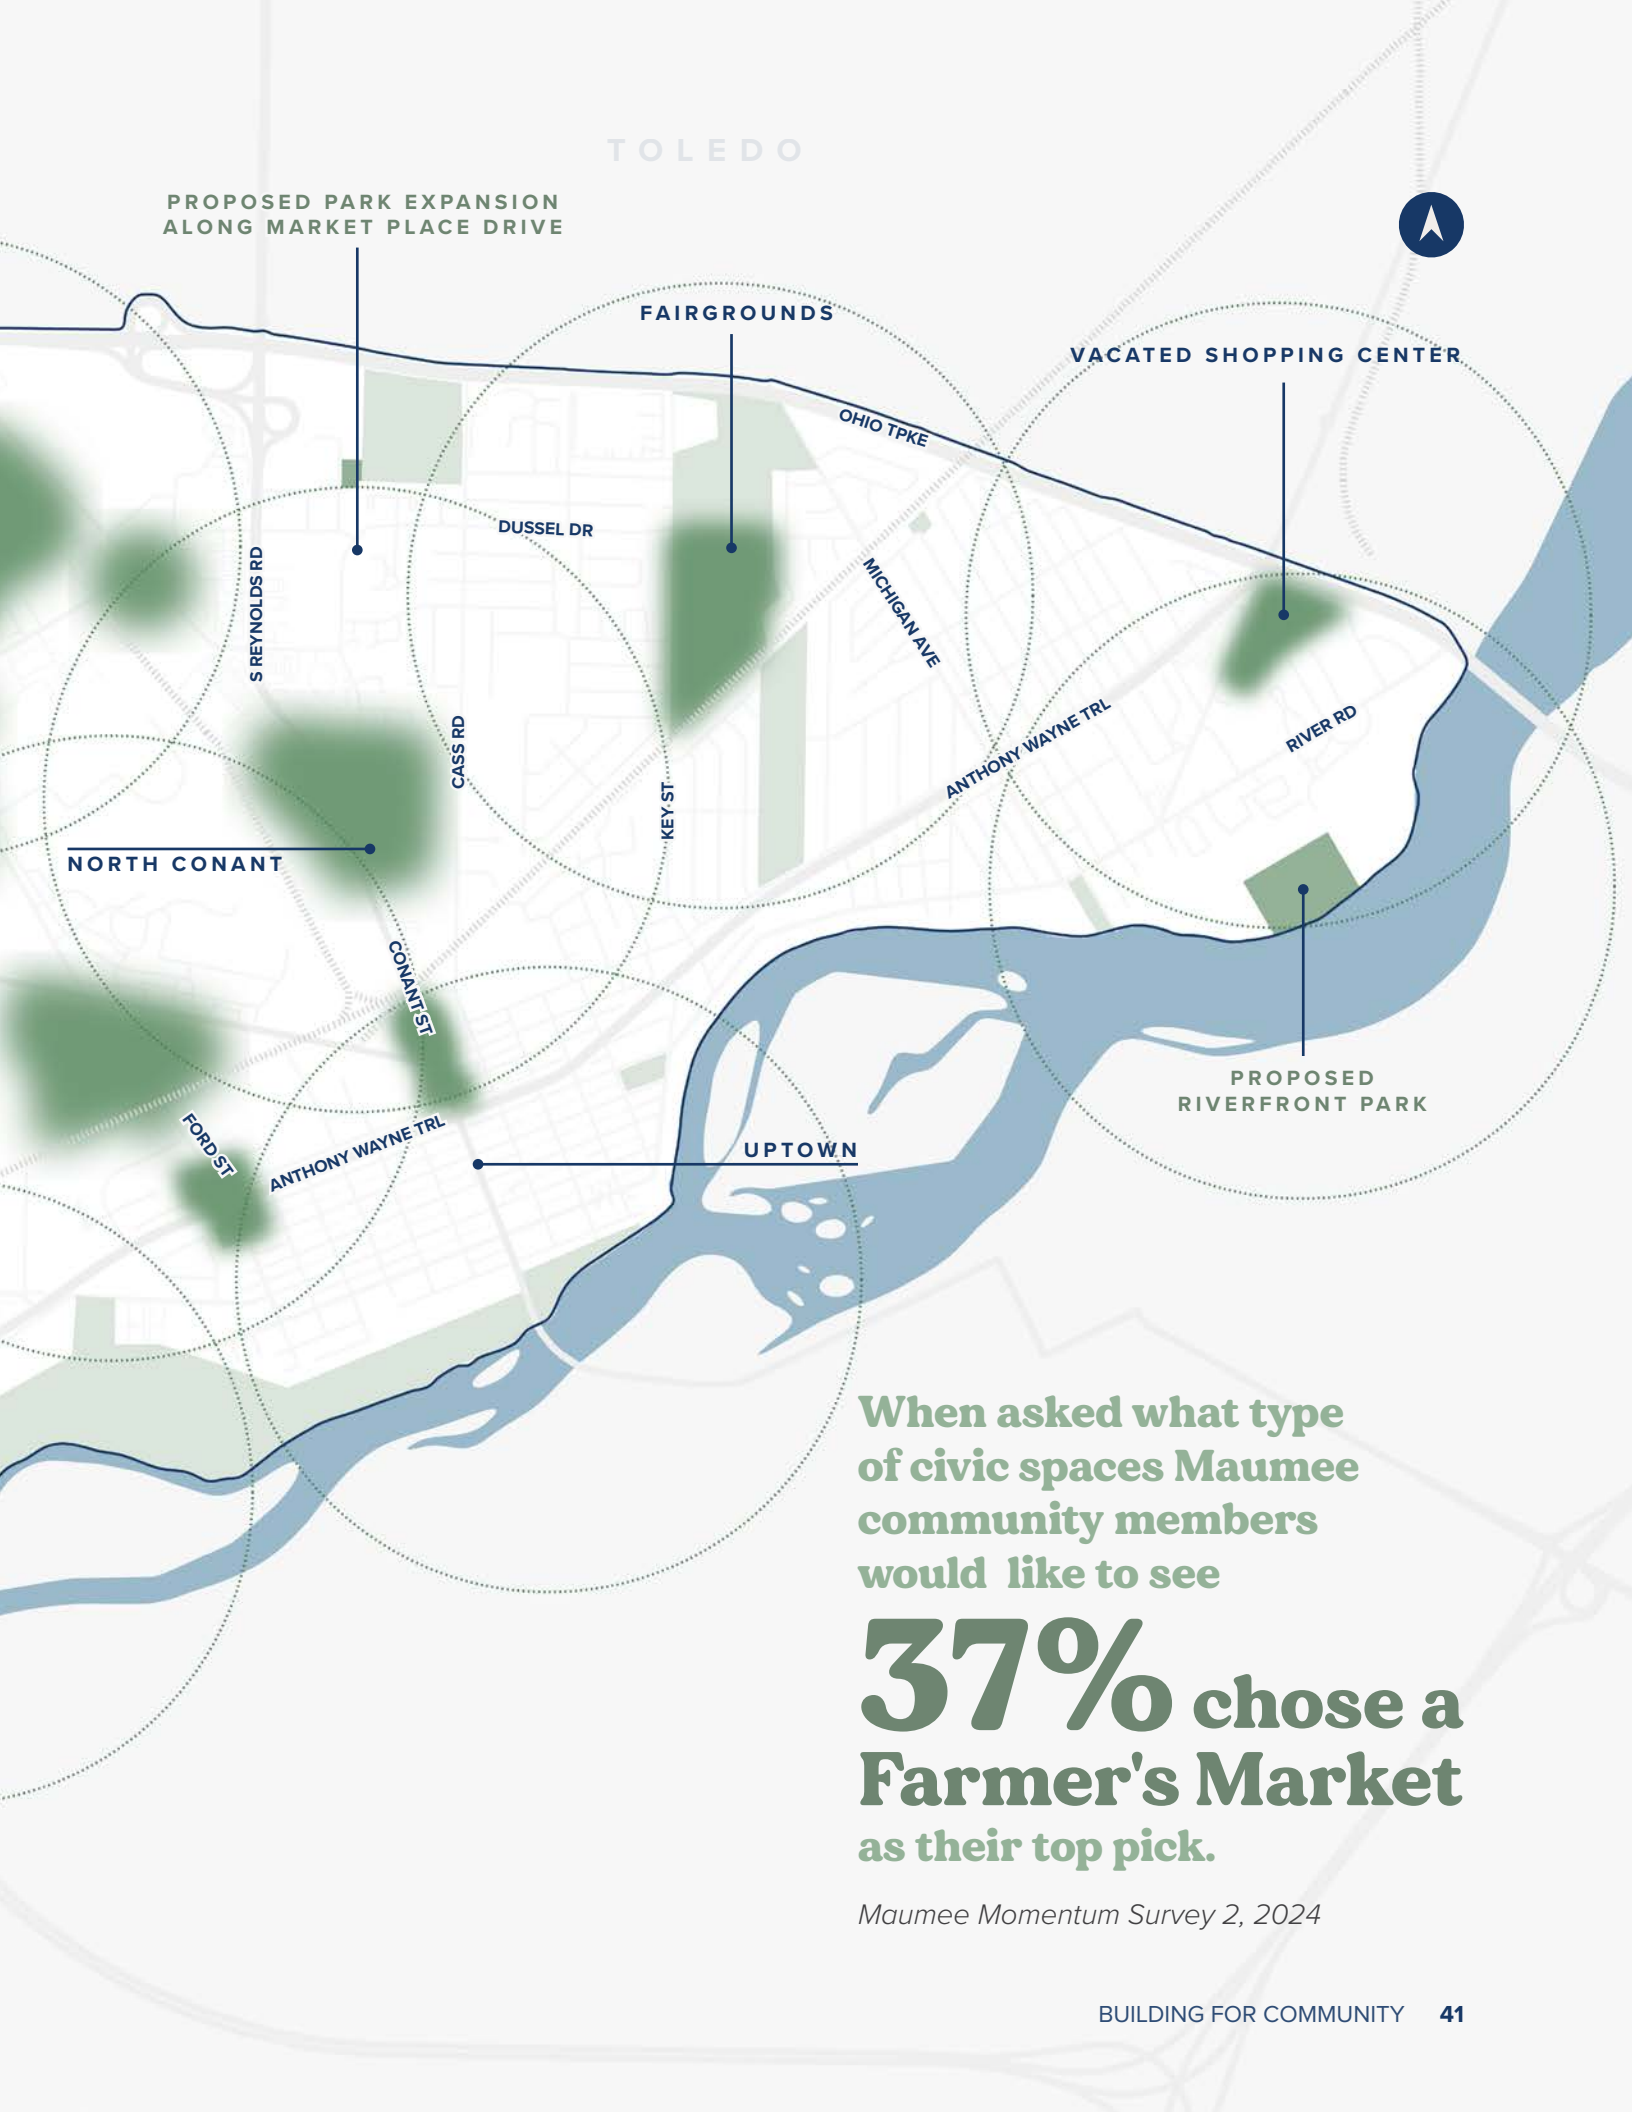 TOLEDO
PROPOSED PARK EXPANSION
ALONG MARKET PLACE DRIVE
FAIRGROUNDS
VACATED SHOPPING CENTER
OHIO TPKE
DUSSEL DR
S REYNOLDS RD
MICHIGAN AVE
CASS RD
ANTHONY WAYNE TRL
RIVER RD
KEY ST
NORTH CONANT
CONANT ST
PROPOSED
RIVERFRONT PARK
FORD ST
ANTHONY WAYNE TRL
UPTOWN
When asked what type
of civic spaces Maumee
community members
would like to see
37% chose a
Farmer's Market
as their top pick.
Maumee Momentum Survey 2, 2024
BUILDING FOR COMMUNITY 41